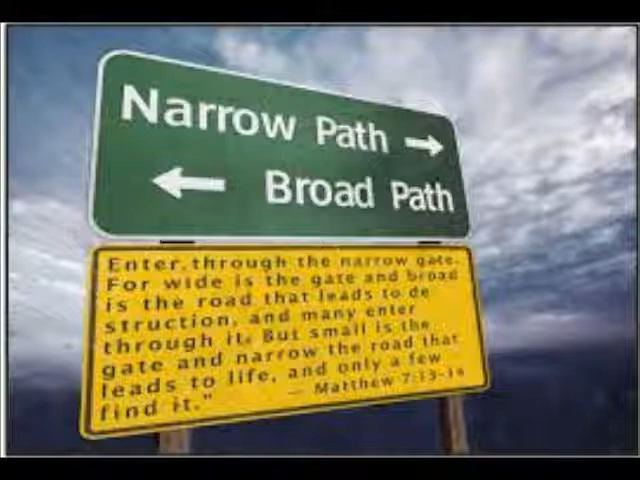 Narrow Path →
← Broad Path
Enter through the narrow gate.
For wide is the gate and broad
is the road that leads to de
struction, and many enter
through it. But small is the
gate and narrow the road that
leads to life, and only a few
find it." — Matthew 7:13-14